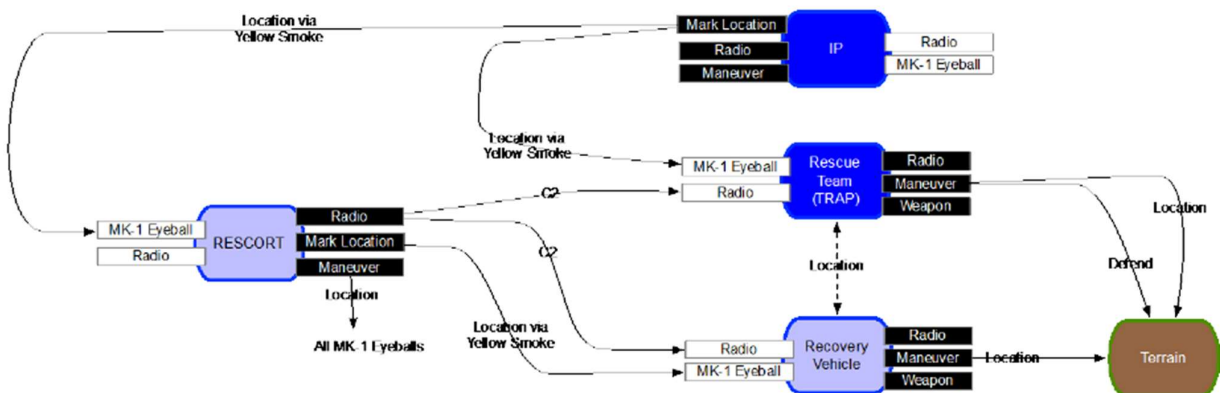 Location via
Yellow Smoke
Mark Location
Radio
Maneuver
IP
Radio
MK-1 Eyeball
Location via
Yellow Smoke
MK-1 Eyeball
Radio
Rescue
Team
(TRAP)
Radio
Maneuver
Weapon
C2
Location
MK-1 Eyeball
Radio
RESCORT
Radio
Mark Location
Maneuver
C2
Location
Defend
Location
All MK-1 Eyeballs
Location via
Yellow Smoke
Radio
MK-1 Eyeball
Recovery
Vehicle
Radio
Maneuver
Weapon
Location
Terrain